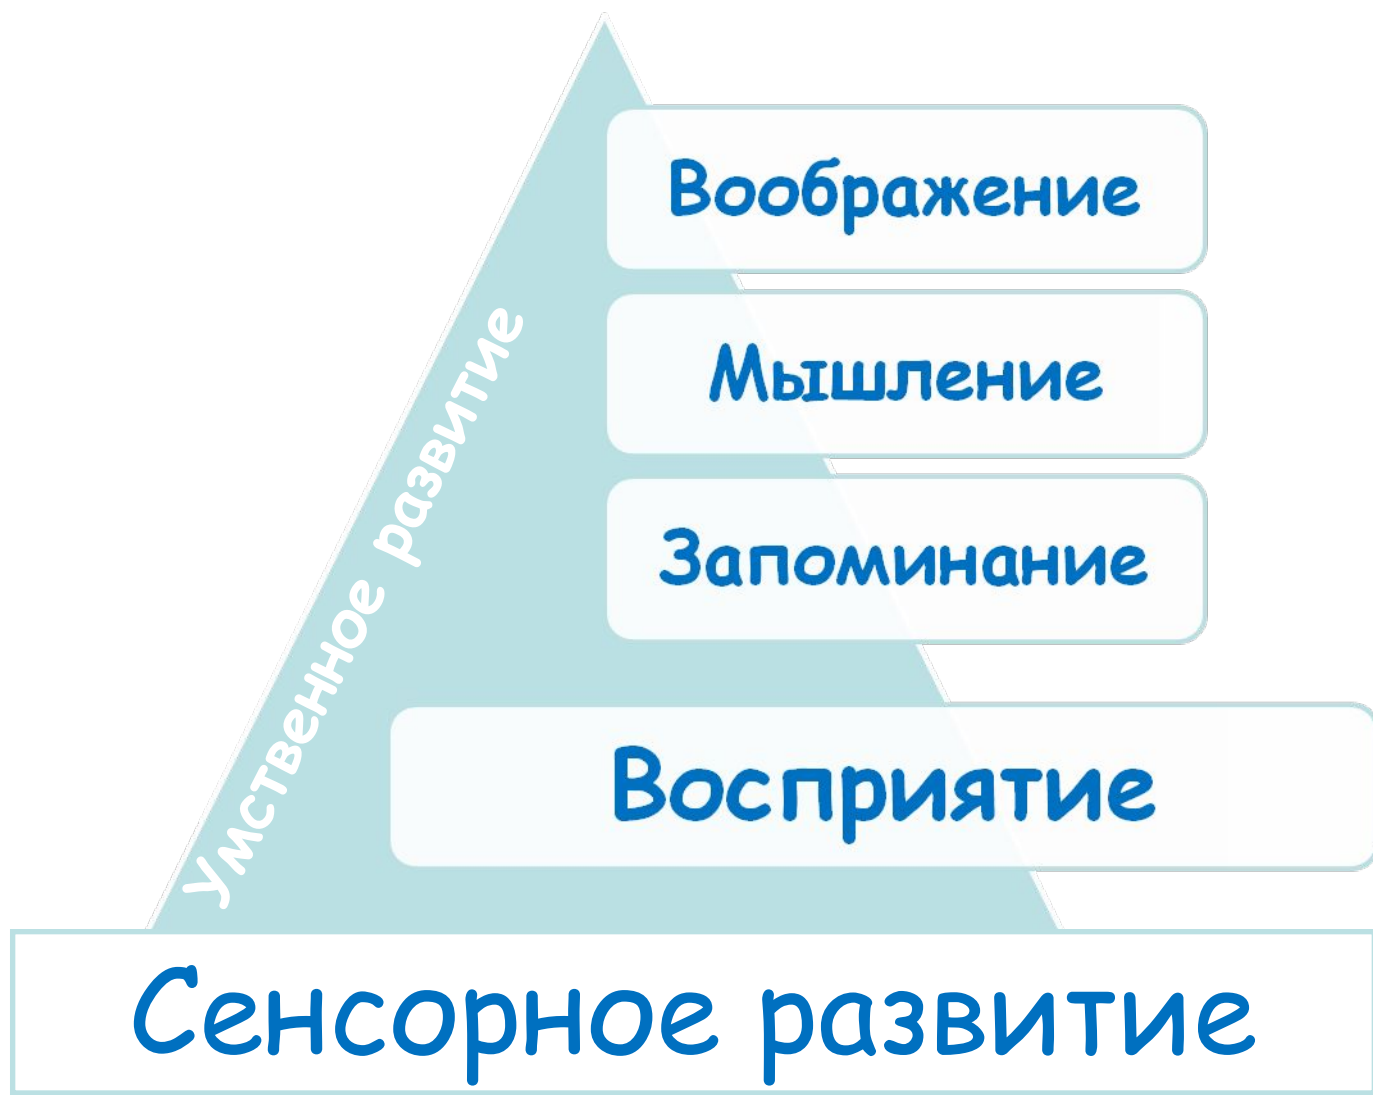 Воображение
Мышление
Запоминание
Восприятие
Умственное развитие
Сенсорное развитие